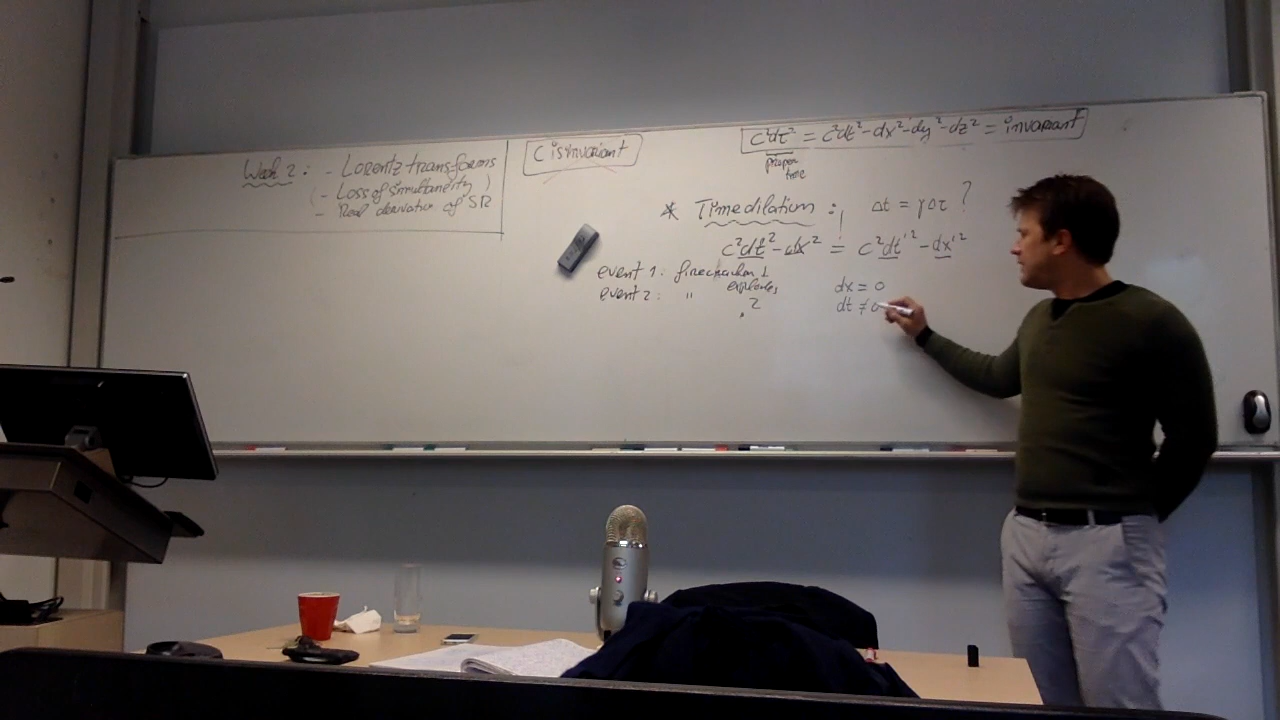 Week 2: - Lorentz transforms
(- Loss of simultaneity)
- Real derivation of SR
C is invariant
c²dτ² = c²dt² - dx² - dy² - dz² = invariant
proper time
* Time dilation: Δt = γΔτ ?
c²dt² - dx² = c²dt'² - dx'²
event 1: firecracker 1 explodes
event 2: " 2
dx = 0
dt ≠ 0